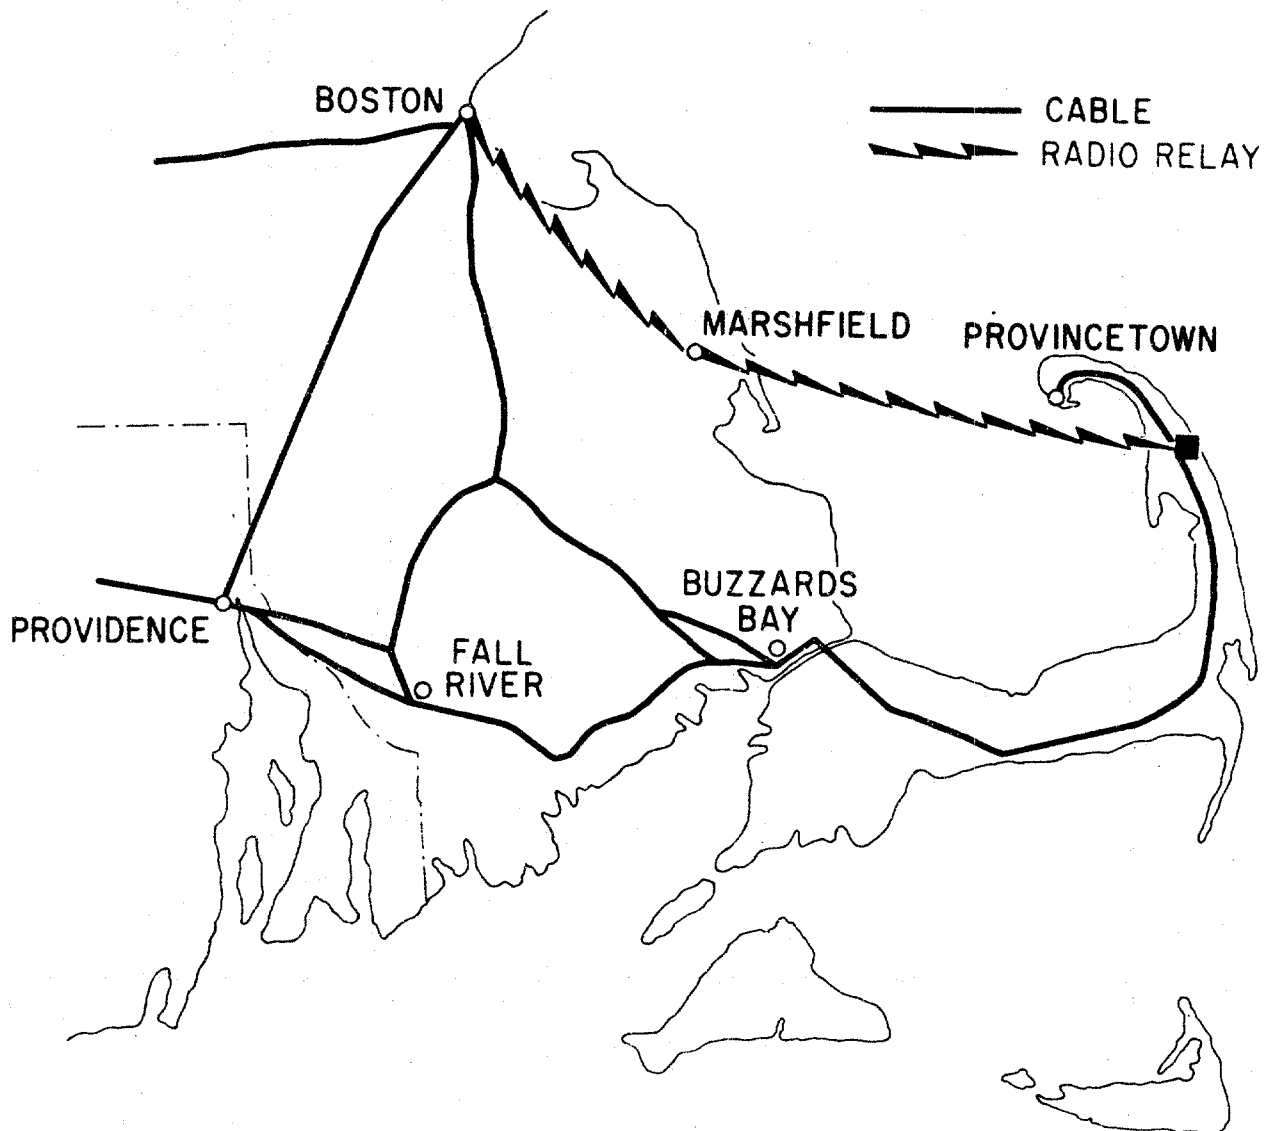 BOSTON
CABLE
RADIO RELAY
MARSHFIELD
PROVINCETOWN
BUZZARDS
BAY
PROVIDENCE
FALL
RIVER